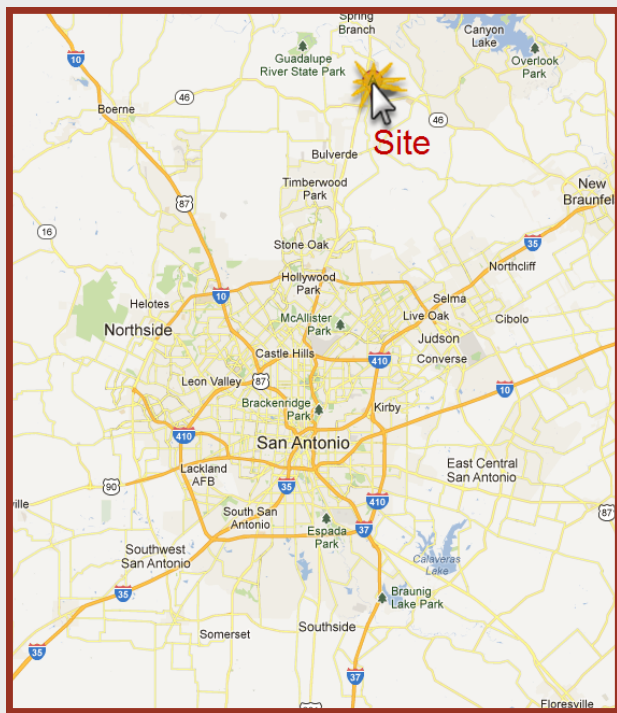 Spring
Branch
Canyon
Lake
Guadalupe
River State Park
Overlook
Park
10
46
Boerne
46
Site
Bulverde
Timberwood
Park
New
Braunfel
87
16
Stone Oak
35
Northcliff
Hollywood
Park
10
Selma
Helotes
McAllister
Park
Live Oak
Cibolo
Northside
Judson
Castle Hills
410
Converse
Leon Valley
87
10
Brackenridge
Park
Kirby
410
San Antonio
Lackland
AFB
East Central
San Antonio
90
35
ville
410
87
South San
Antonio
Espada
Park
37
Southwest
San Antonio
Calaveras
Lake
35
Braunig
Lake Park
Somerset
Southside
35
37
Floresville